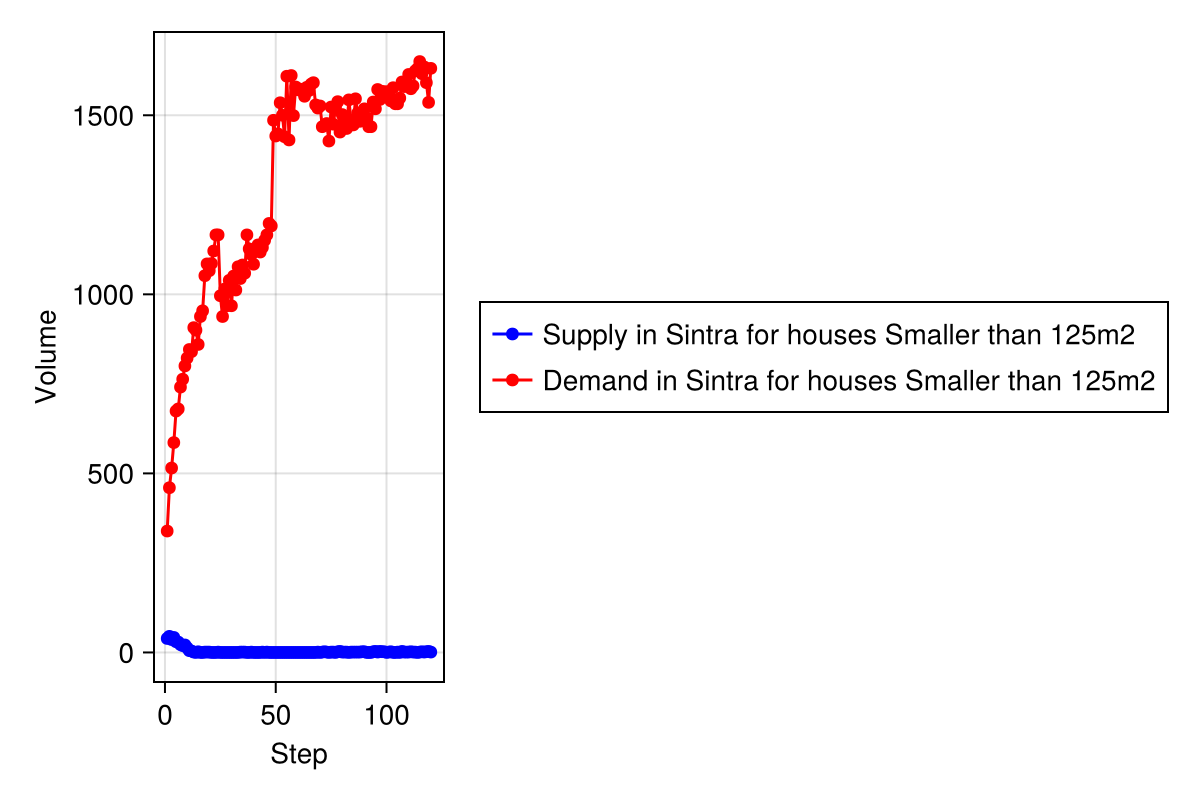 1500
1000
500
0
Volume
0 50 100
Step
Supply in Sintra for houses Smaller than 125m2
Demand in Sintra for houses Smaller than 125m2